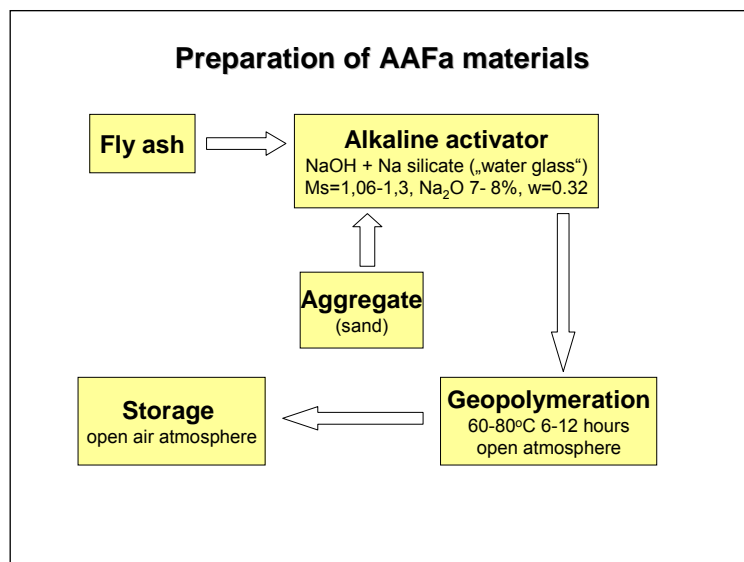 Preparation of AAFa materials
Fly ash
Alkaline activator
NaOH + Na silicate („water glass“)
Ms=1,06-1,3, Na₂O 7- 8%, w=0.32
Aggregate
(sand)
Storage
open air atmosphere
Geopolymeration
60-80ºC 6-12 hours
open atmosphere